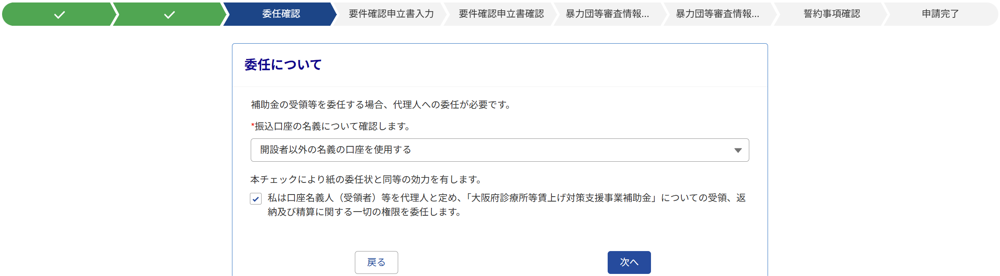 委任確認
要件確認申立書入力
要件確認申立書確認
暴力団等審査情報...
暴力団等審査情報...
誓約事項確認
申請完了
委任について
補助金の受領等を委任する場合、代理人への委任が必要です。
*振込口座の名義について確認します。
開設者以外の名義の口座を使用する
本チェックにより紙の委任状と同等の効力を有します。
私は口座名義人（受領者）等を代理人と定め、「大阪府診療所等賃上げ対策支援事業補助金」についての受領、返
納及び精算に関する一切の権限を委任します。
戻る
次へ